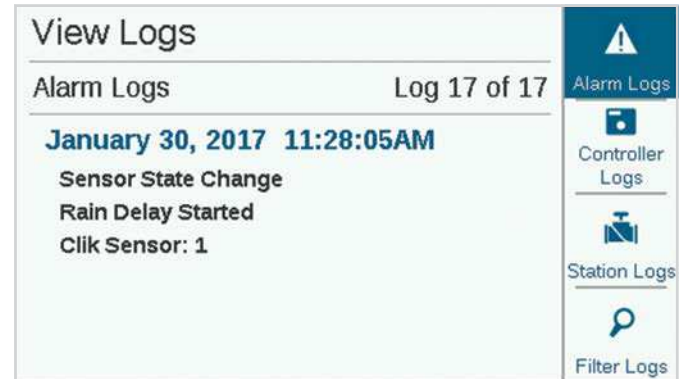 View Logs
Alarm Logs Log 17 of 17
January 30, 2017 11:28:05AM
Sensor State Change
Rain Delay Started
Clik Sensor: 1
Alarm Logs
Controller
Logs
Station Logs
Filter Logs